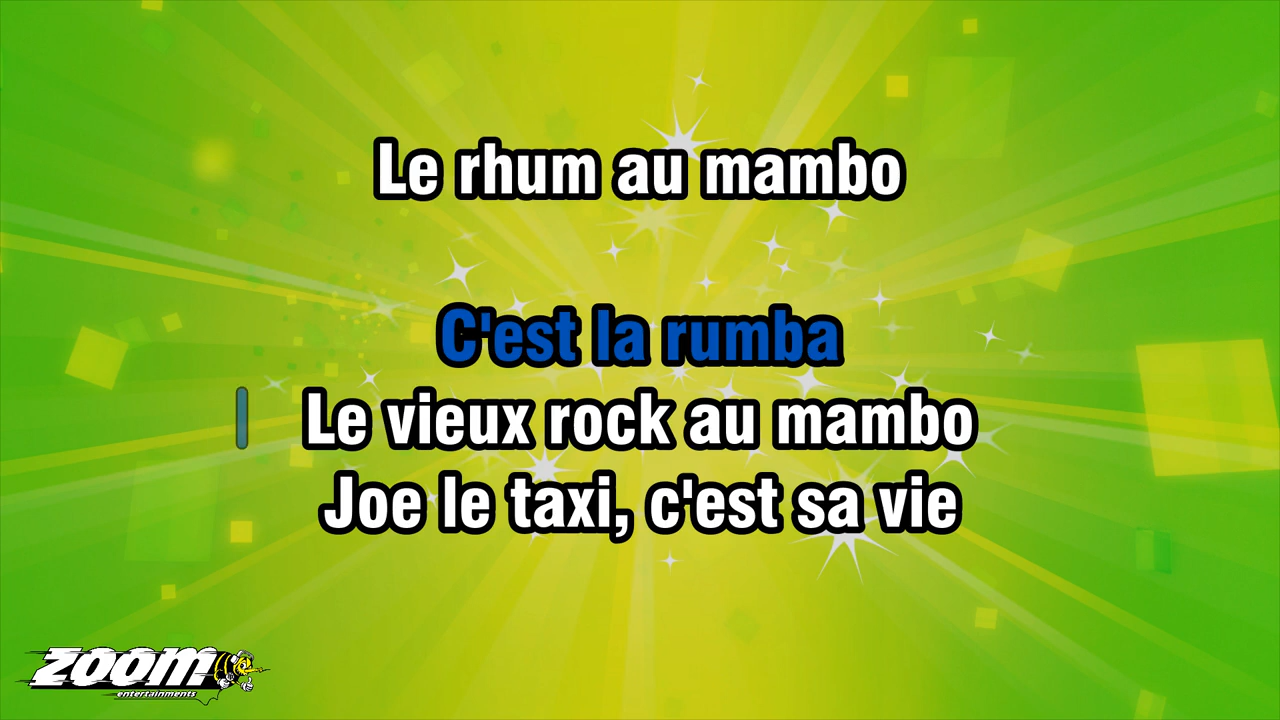 Le rhum au mambo
C'est la rumba
Le vieux rock au mambo
Joe le taxi, c'est sa vie
zoom
entertainments